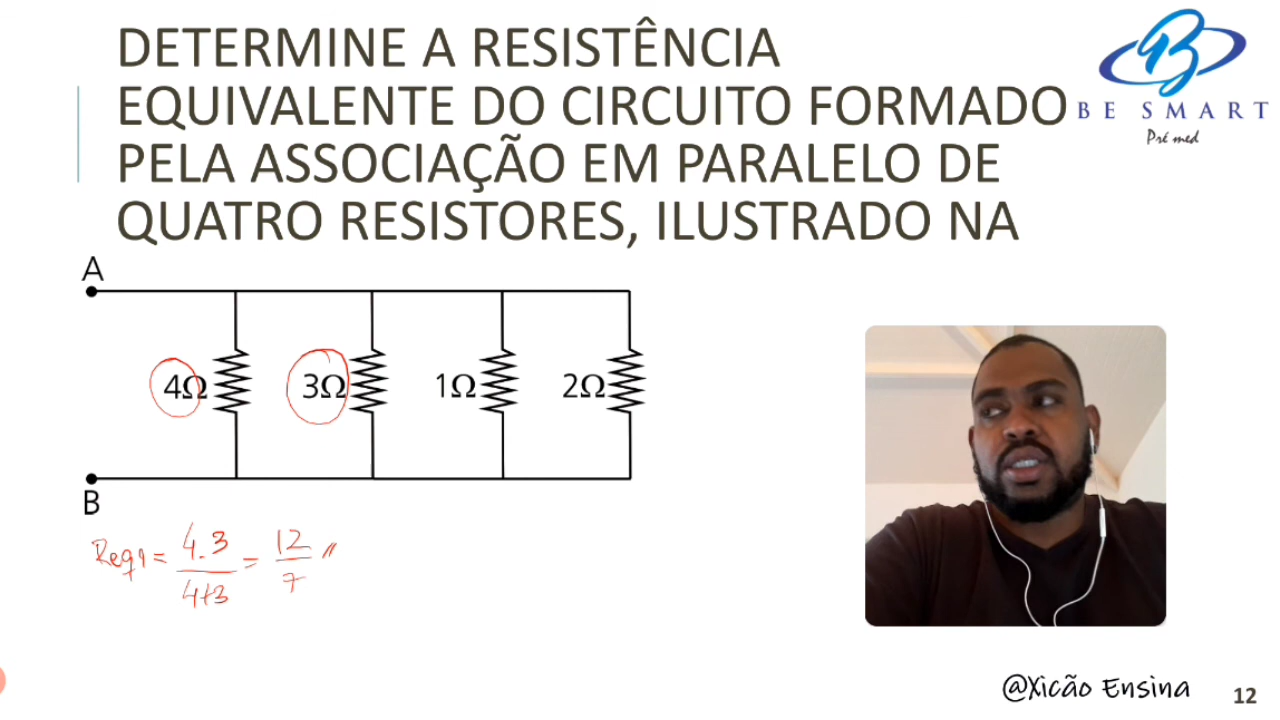 DETERMINE A RESISTÊNCIA
EQUIVALENTE DO CIRCUITO FORMADO
PELA ASSOCIAÇÃO EM PARALELO DE
QUATRO RESISTORES, ILUSTRADO NA
BE SMART
Pré med
A
4Ω 3Ω 1Ω 2Ω
B
Req1 = 4.3 / 4+3 = 12 / 7 //
@Xicão Ensina
12